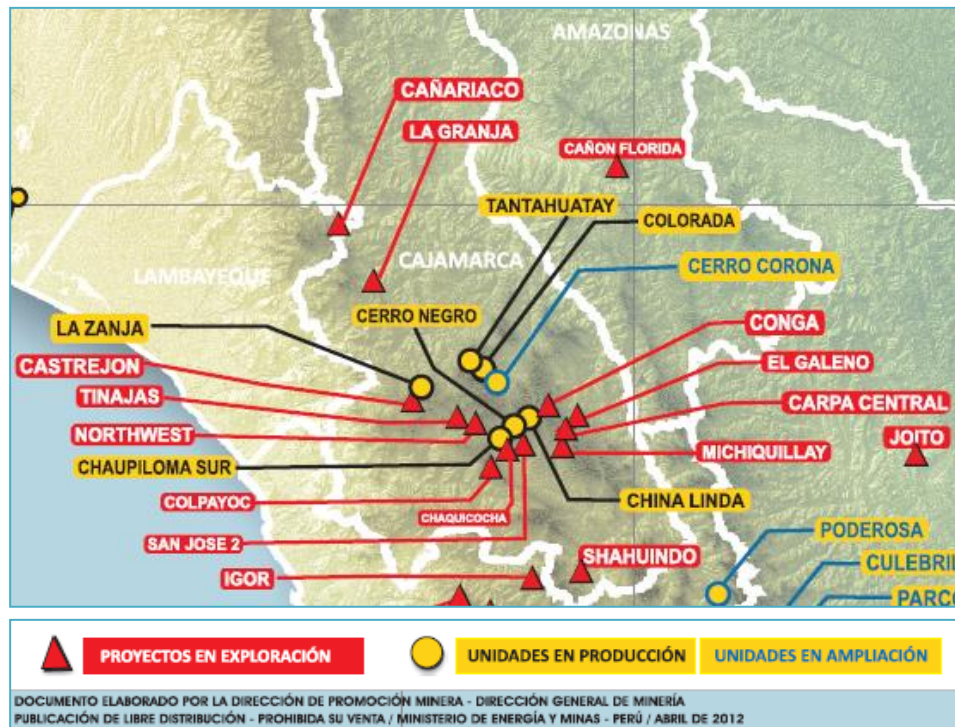 AMAZONAS
CAÑARIACO
LA GRANJA
CAÑON FLORIDA
TANTAHUATAY
COLORADA
CAJAMARCA
CERRO CORONA
LAMBAYEQUE
CERRO NEGRO
LA ZANJA
CONGA
CASTREJON
EL GALENO
TINAJAS
CARPA CENTRAL
NORTHWEST
JOITO
MICHIQUILLAY
CHAUPILOMA SUR
COLPAYOC
CHINA LINDA
CHAQUICOCHA
SAN JOSE 2
PODEROSA
SHAHUINDO
CULEBRIL
IGOR
PARCO
PROYECTOS EN EXPLORACIÓN
UNIDADES EN PRODUCCIÓN
UNIDADES EN AMPLIACIÓN
DOCUMENTO ELABORADO POR LA DIRECCIÓN DE PROMOCIÓN MINERA - DIRECCIÓN GENERAL DE MINERÍA
PUBLICACIÓN DE LIBRE DISTRIBUCIÓN - PROHIBIDA SU VENTA / MINISTERIO DE ENERGÍA Y MINAS - PERÚ / ABRIL DE 2012